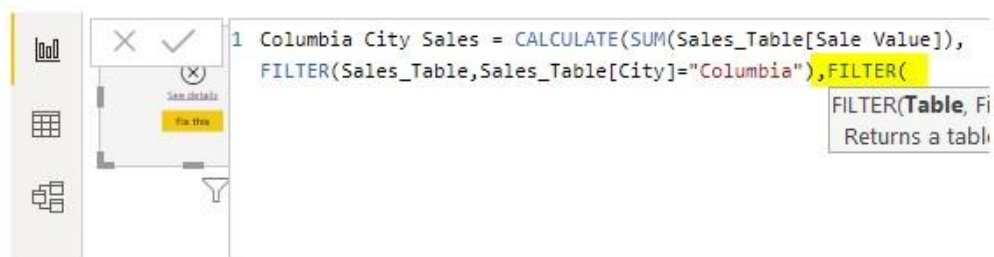 1 Columbia City Sales = CALCULATE(SUM(Sales_Table[Sale Value]),
FILTER(Sales_Table,Sales_Table[City]="Columbia"),FILTER(
See details
Fix this
FILTER(Table, Fi
Returns a tabl